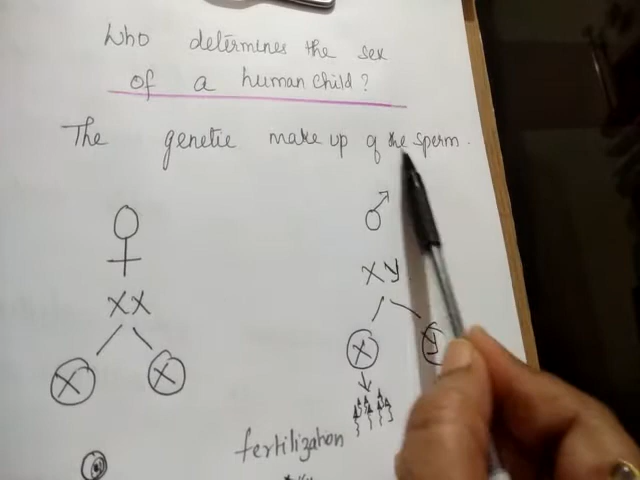 Who determines the sex
of a human child?
The genetic make up of the sperm.
♀ ♂
XX XY
X X X Y
fertilization